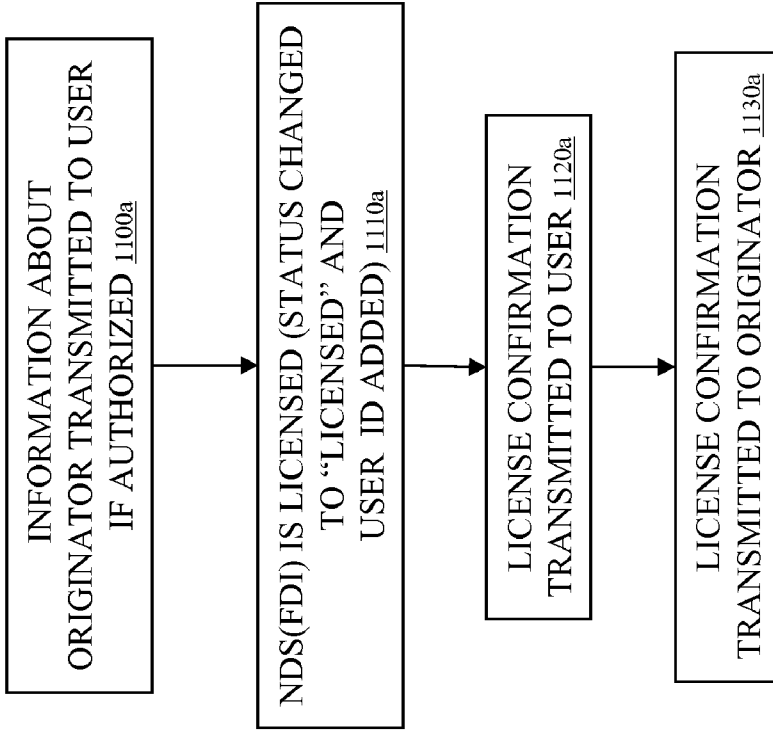 INFORMATION ABOUT
ORIGINATOR TRANSMITTED TO USER
IF AUTHORIZED 1100a
NDS(FDI) IS LICENSED (STATUS CHANGED
TO “LICENSED” AND
USER ID ADDED) 1110a
LICENSE CONFIRMATION
TRANSMITTED TO USER 1120a
LICENSE CONFIRMATION
TRANSMITTED TO ORIGINATOR 1130a